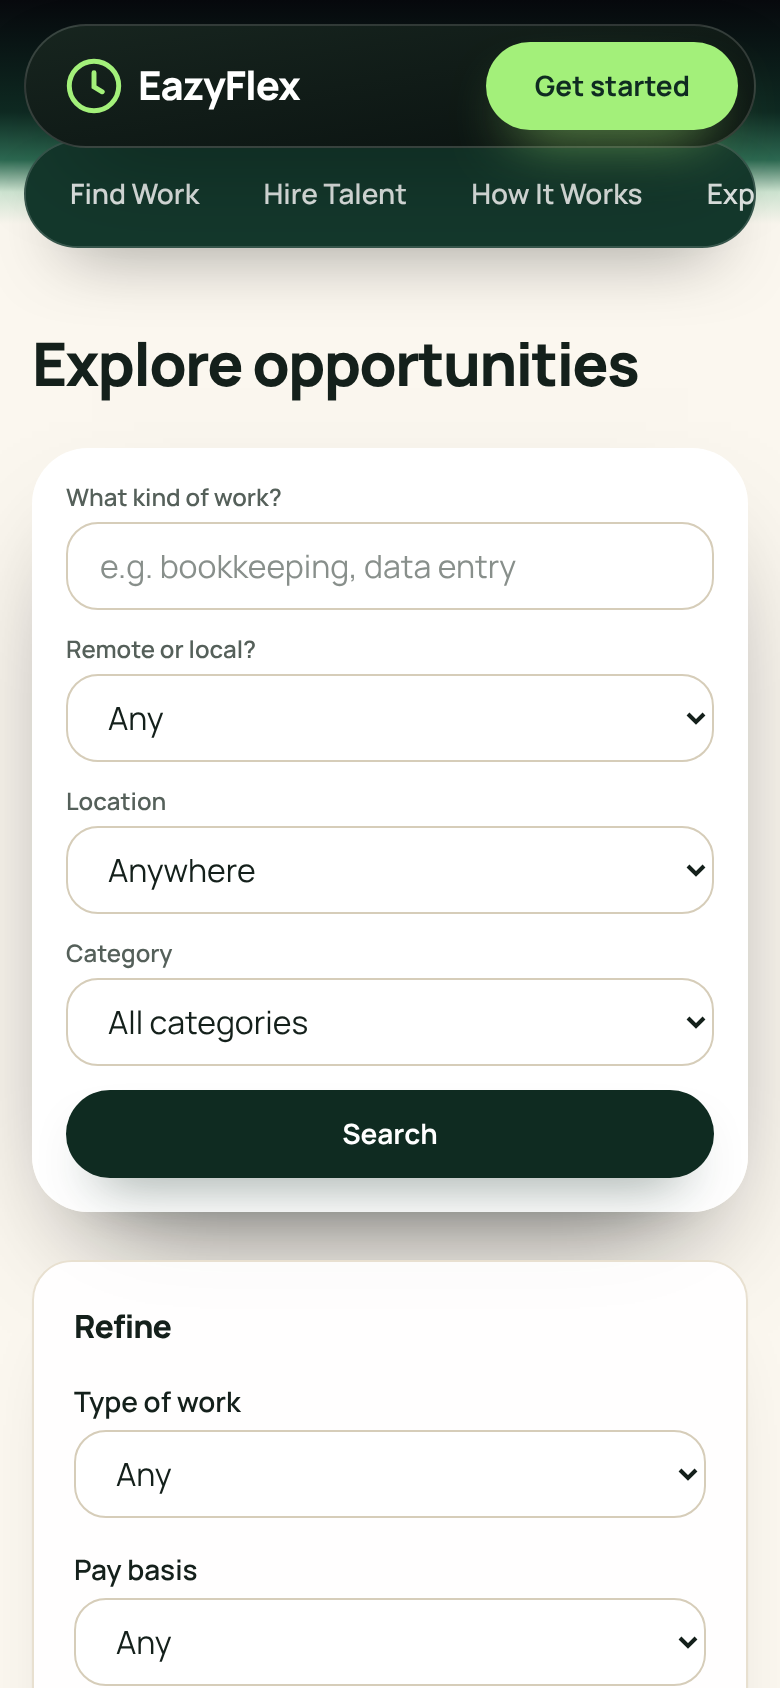 EazyFlex
Get started
Find Work Hire Talent How It Works Exp
Explore opportunities
What kind of work?
e.g. bookkeeping, data entry
Remote or local?
Any
Location
Anywhere
Category
All categories
Search
Refine
Type of work
Any
Pay basis
Any